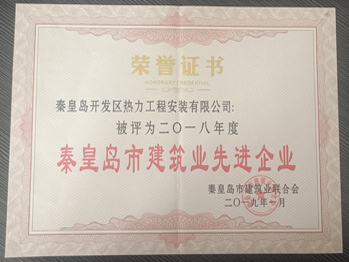 荣誉证书
HONORARY CREDENTIAL
秦皇岛开发区热力工程安装有限公司:
被评为二〇一八年度
秦皇岛市建筑业先进企业
秦皇岛市建筑业联合会
二〇一九年一月